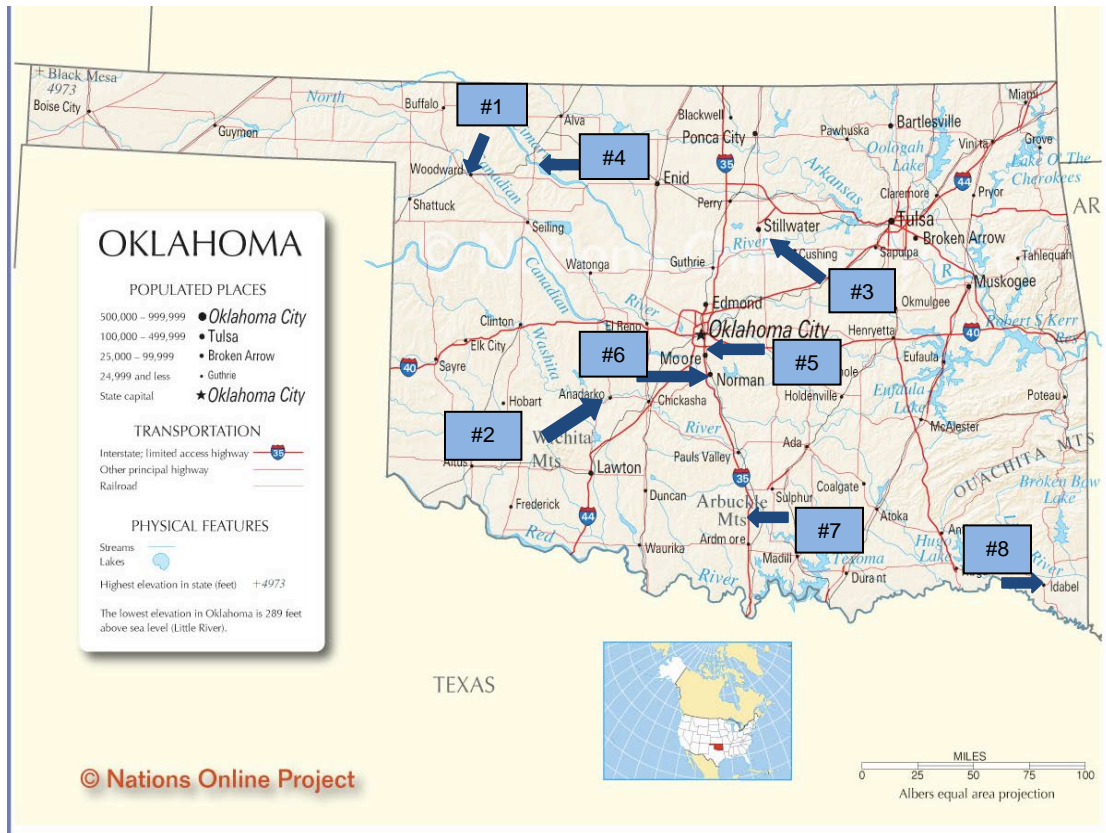 + Black Mesa
4973
Boise City
Guymon
North
Buffalo
#1
Alva
Blackwell
Ponca City
Pawhuska
Bartlesville
Miami
Oologah
Lake
Vinita
Grove
Lake O' The
Cherokees
#4
Woodward
Canadian
Enid
35
Arkansas
44
Claremore
Pryor
AR
Shattuck
Perry
Seiling
Stillwater
River
Tulsa
Broken Arrow
Cushing
Sapulpa
Tahlequah
Watonga
Guthrie
R
Muskogee
#3
Canadian
River
Edmond
Okmulgee
Clinton
El Reno
Oklahoma City
Henryetta
40
Robert S Kerr
Res
Elk City
Washita
#6
Moore
#5
Eufaula
40
Sayre
Norman
Holdenville
Eufaula
Lake
Poteau
Hobart
Anadarko
Chickasha
#2
River
McAlester
Mts
Ada
Pauls Valley
OUACHITA MTS
Lawton
35
Coalgate
Broken Bow
Lake
Frederick
Duncan
Arbuckle
Mts
Sulphur
44
#7
Atoka
Red
Waurika
Ardmore
Hugo
Lake
#8
River
Madill
Texoma
River
Durant
Idabel
OKLAHOMA
POPULATED PLACES
500,000 – 999,999 Oklahoma City
100,000 – 499,999 Tulsa
25,000 – 99,999 Broken Arrow
24,999 and less Guthrie
State capital ★Oklahoma City
TRANSPORTATION
Interstate; limited access highway 35
Other principal highway
Railroad
PHYSICAL FEATURES
Streams
Lakes
Highest elevation in state (feet) +4973
The lowest elevation in Oklahoma is 289 feet
above sea level (Little River).
TEXAS
© Nations Online Project
MILES
0 25 50 75 100
Albers equal area projection